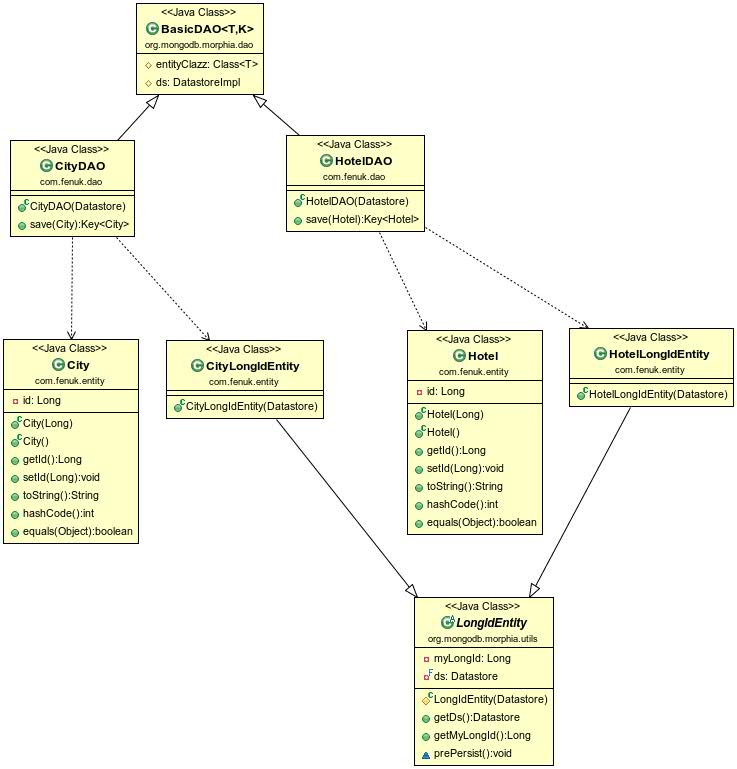 <<Java Class>>
BasicDAO<T,K>
org.mongodb.morphia.dao
entityClazz: Class<T>
ds: DatastoreImpl
<<Java Class>>
CityDAO
com.fenuk.dao
CityDAO(Datastore)
save(City):Key<City>
<<Java Class>>
HotelDAO
com.fenuk.dao
HotelDAO(Datastore)
save(Hotel):Key<Hotel>
<<Java Class>>
City
com.fenuk.entity
id: Long
City(Long)
City()
getId():Long
setId(Long):void
toString():String
hashCode():int
equals(Object):boolean
<<Java Class>>
CityLongIdEntity
com.fenuk.entity
CityLongIdEntity(Datastore)
<<Java Class>>
Hotel
com.fenuk.entity
id: Long
Hotel(Long)
Hotel()
getId():Long
setId(Long):void
toString():String
hashCode():int
equals(Object):boolean
<<Java Class>>
HotelLongIdEntity
com.fenuk.entity
HotelLongIdEntity(Datastore)
<<Java Class>>
LongIdEntity
org.mongodb.morphia.utils
myLongId: Long
ds: Datastore
LongIdEntity(Datastore)
getDs():Datastore
getMyLongId():Long
prePersist():void